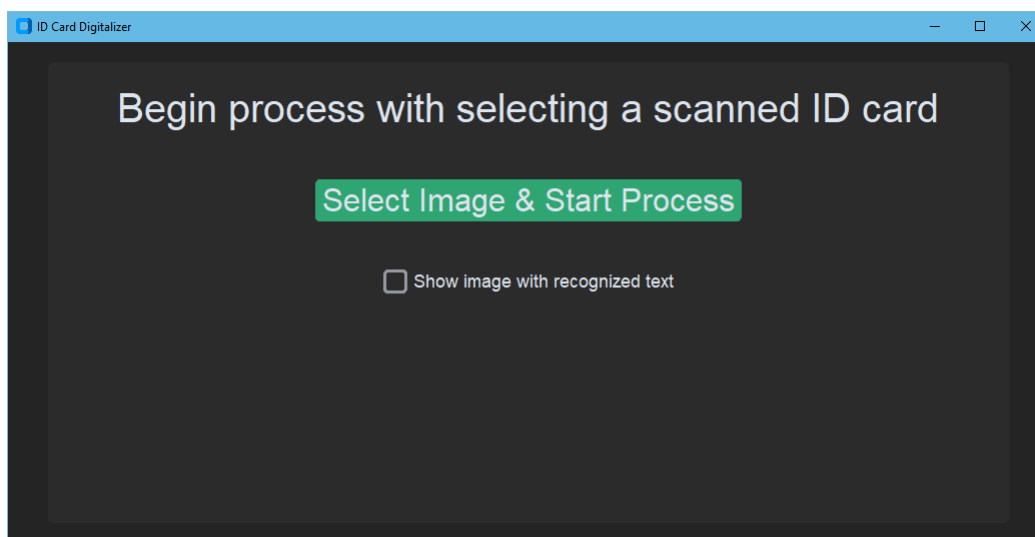 ID Card Digitalizer
Begin process with selecting a scanned ID card
Select Image & Start Process
Show image with recognized text